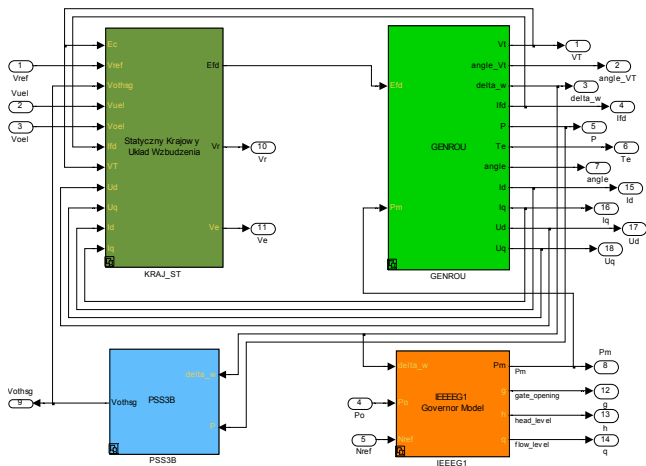 Ec
Vref
Vothsg
Vuel
Voel
Ifd
VT
Ud
Uq
Id
Iq
Efd
Vr
Ve
Statyczny Krajowy
Układ Wzbudzenia
KRAJ_ST
1
Vref
Vuel
2
3
Voel
10
Vr
11
Ve
Efd
Pm
GENROU
Vt
angle_Vt
delta_w
Ifd
P
Te
angle
Id
Iq
Ud
Uq
GENROU
1
VT
2
angle_VT
3
delta_w
4
Ifd
5
P
6
Te
7
angle
15
Id
16
Iq
17
Ud
18
Uq
Vothsg
9
Vothsg
PSS3B
delta_w
P
PSS3B
4
Po
5
Nref
delta_w
Po
Nref
IEEEG1
Governor Model
Pm
g
h
q
IEEEG1
Pm
gate_opening
head_level
flow_level
Pm
8
12
g
13
h
14
q